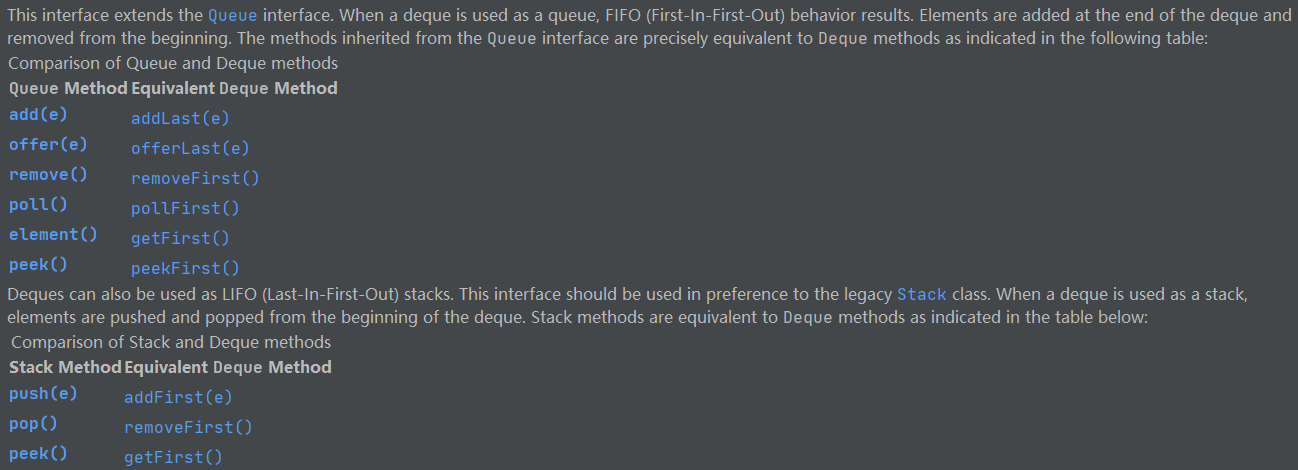 This interface extends the Queue interface. When a deque is used as a queue, FIFO (First-In-First-Out) behavior results. Elements are added at the end of the deque and
removed from the beginning. The methods inherited from the Queue interface are precisely equivalent to Deque methods as indicated in the following table:
Comparison of Queue and Deque methods
Queue Method Equivalent Deque Method
add(e) addLast(e)
offer(e) offerLast(e)
remove() removeFirst()
poll() pollFirst()
element() getFirst()
peek() peekFirst()
Deques can also be used as LIFO (Last-In-First-Out) stacks. This interface should be used in preference to the legacy Stack class. When a deque is used as a stack,
elements are pushed and popped from the beginning of the deque. Stack methods are equivalent to Deque methods as indicated in the table below:
Comparison of Stack and Deque methods
Stack Method Equivalent Deque Method
push(e) addFirst(e)
pop() removeFirst()
peek() getFirst()